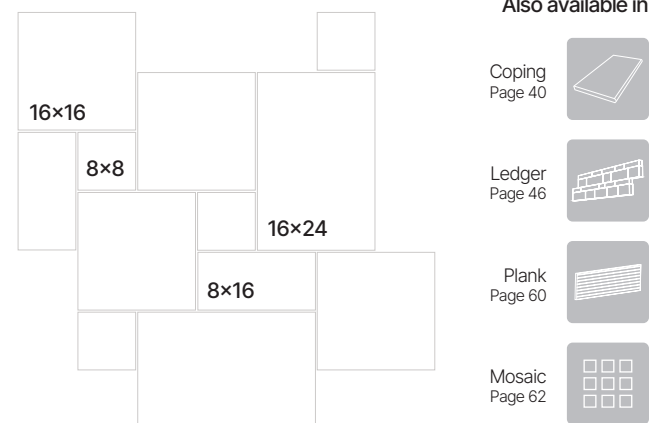 Also available in
16×16
8×8
16×24
8×16
Coping
Page 40
Ledger
Page 46
Plank
Page 60
Mosaic
Page 62